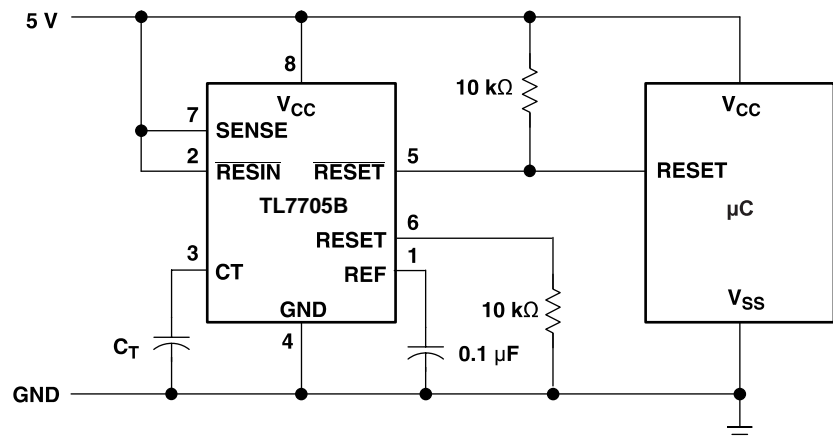 5 V
8
10 kΩ
VCC
VCC
7
SENSE
2
5
RESIN
RESET
RESET
TL7705B
µC
6
RESET
3
1
CT
REF
VSS
GND
10 kΩ
4
CT
0.1 µF
GND